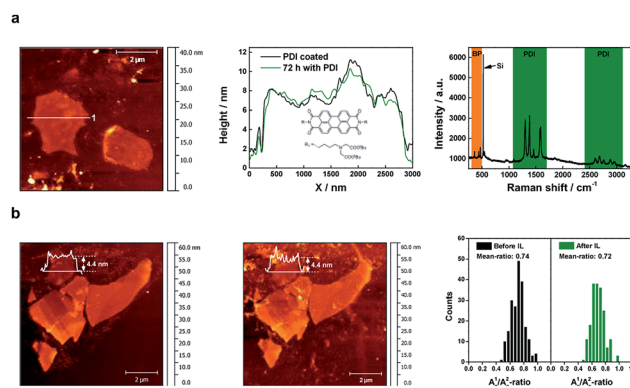 a
2 μm
1
40.0 nm
35.0
30.0
25.0
20.0
15.0
10.0
0.0
Height / nm
12
10
8
6
4
2
0
PDI coated
72 h with PDI
0 500 1000 1500 2000 2500 3000
X / nm
Intensity / a.u.
6000
5000
4000
3000
2000
1000
0
BP
Si
PDI
PDI
500 1000 1500 2000 2500 3000
Raman shift / cm-1
b
4.4 nm
2 μm
60.0 nm
55.0
50.0
45.0
40.0
35.0
30.0
25.0
20.0
15.0
10.0
0.0
4.4 nm
2 μm
60.0 nm
55.0
50.0
45.0
40.0
35.0
30.0
25.0
20.0
15.0
10.0
0.0
Counts
60
50
40
30
20
10
0
Before IL
Mean-ratio: 0.74
After IL
Mean-ratio: 0.72
0.0 0.2 0.4 0.6 0.8 1.0
0.2 0.4 0.6 0.8 1.0
-ratio
-ratio